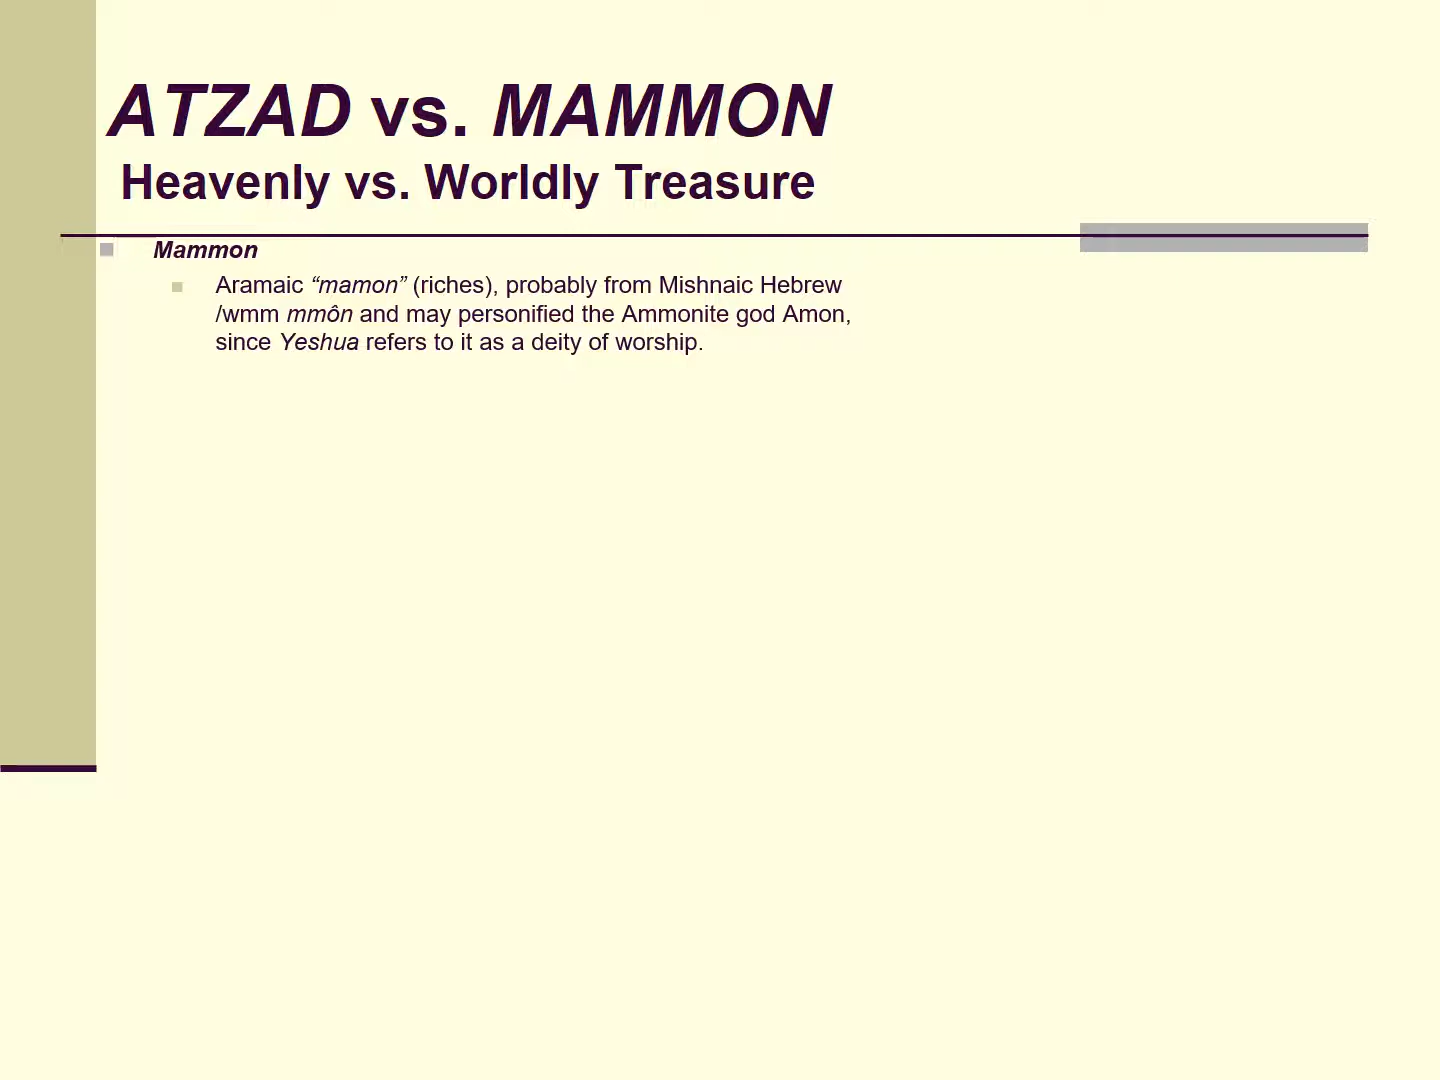 ATZAD vs. MAMMON
Heavenly vs. Worldly Treasure
Mammon
Aramaic “mamon” (riches), probably from Mishnaic Hebrew
/wmm mmôn and may personified the Ammonite god Amon,
since Yeshua refers to it as a deity of worship.